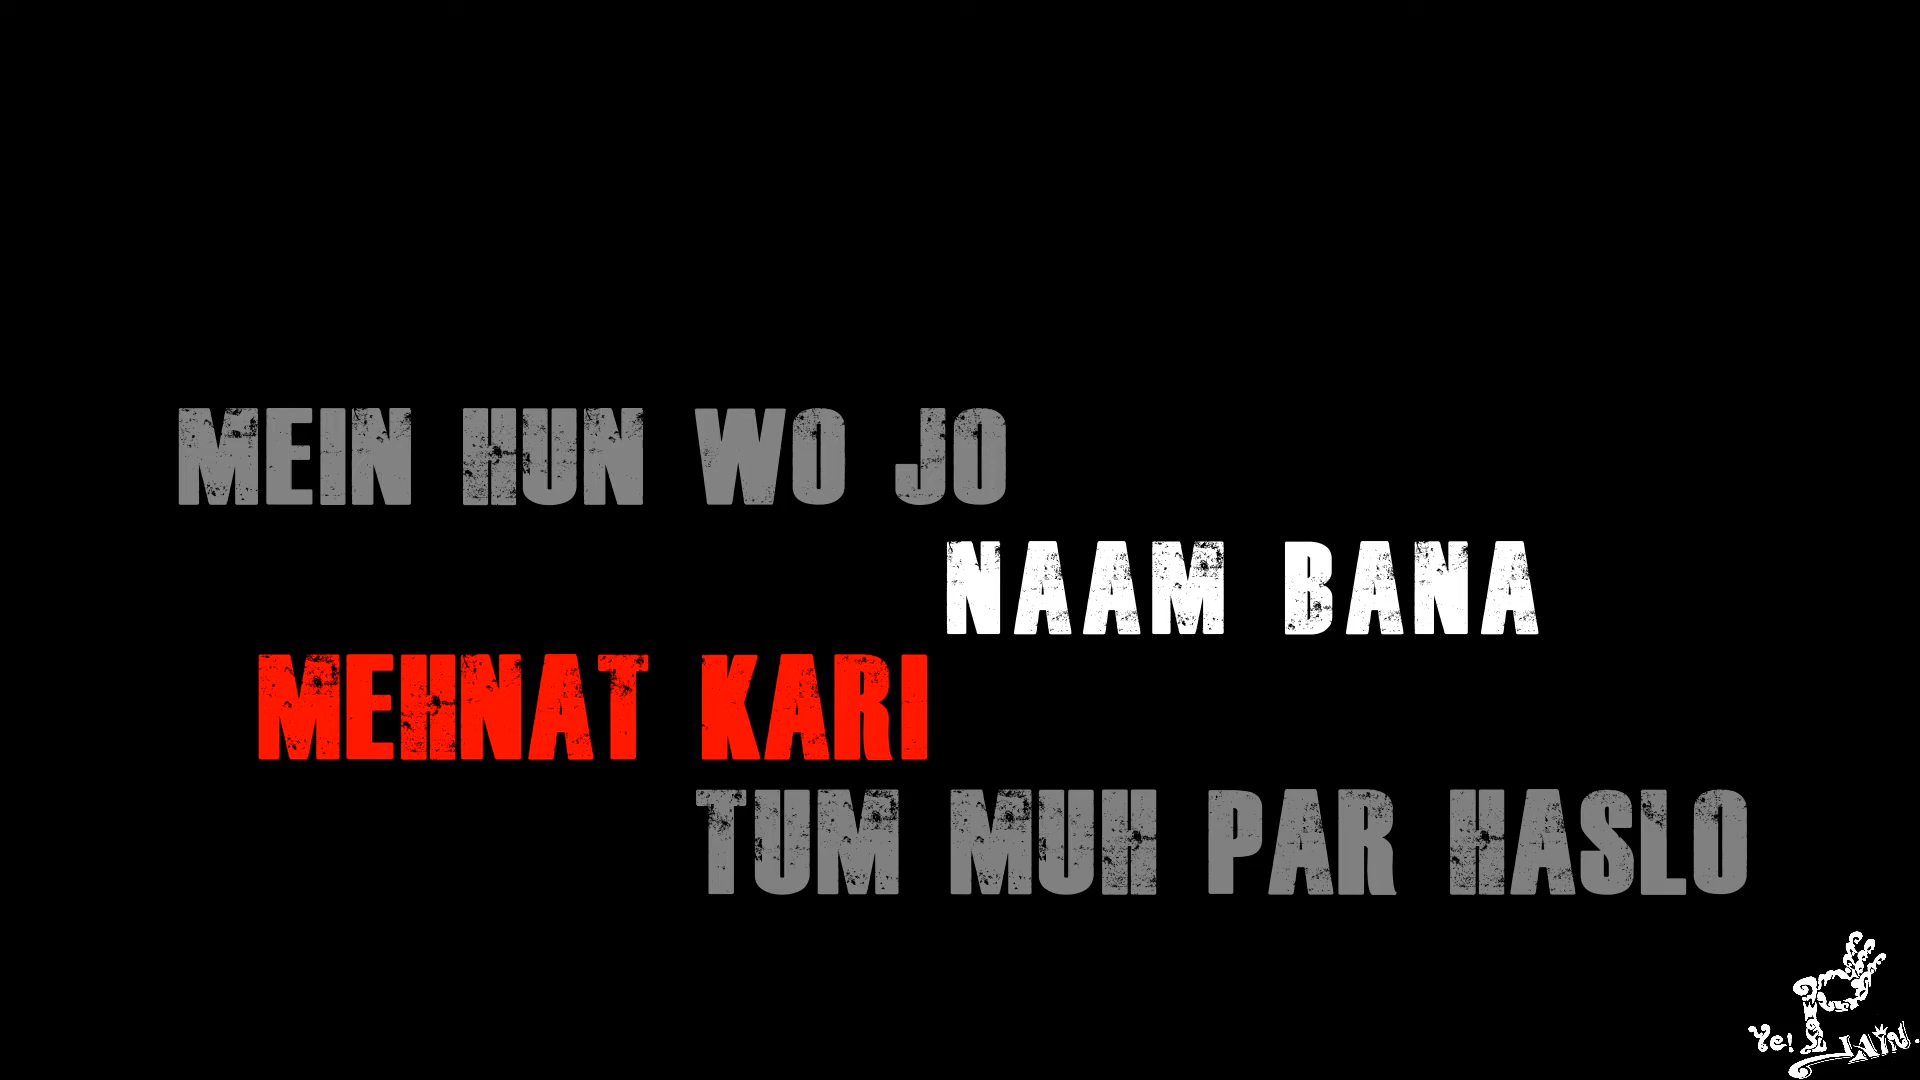 MEIN HUN WO JO
NAAM BANA
MEHNAT KARI
TUM MUH PAR HASLO
Ye! P JAIN.